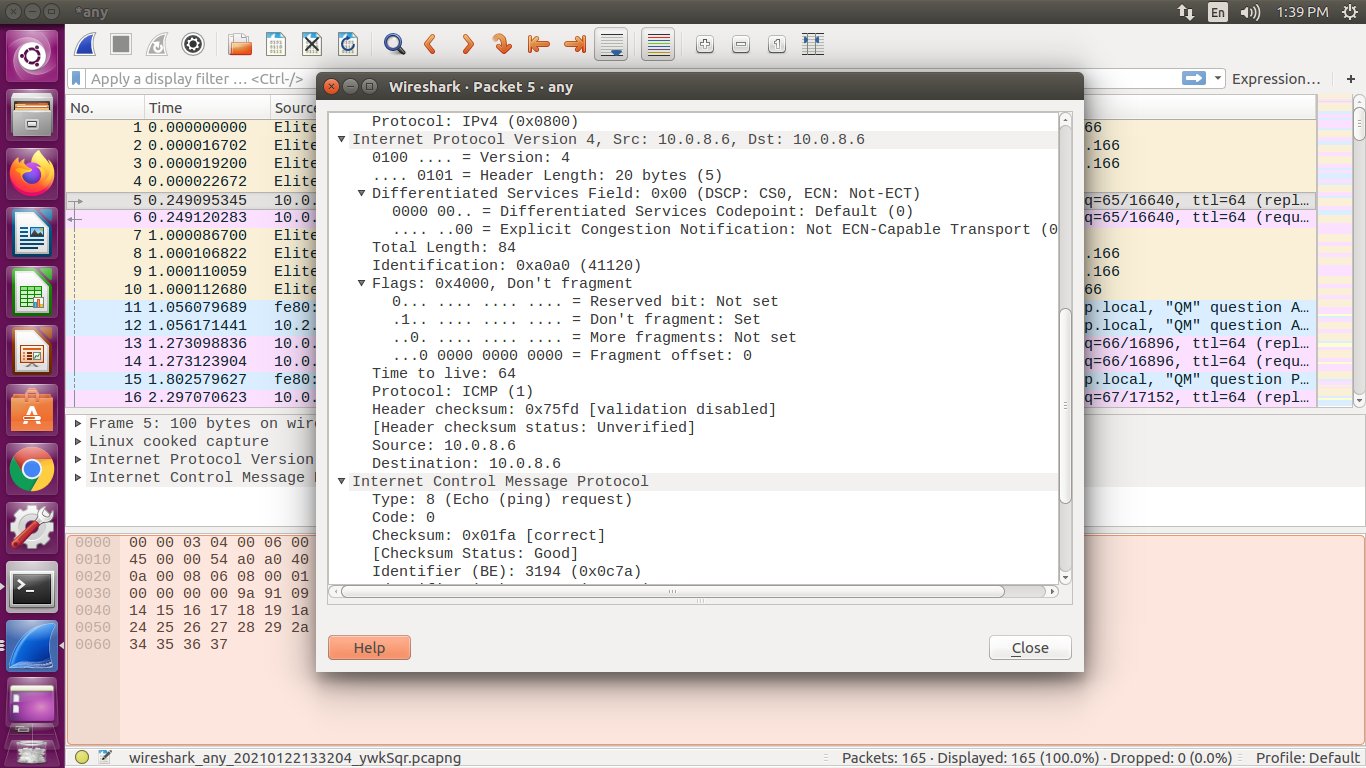 *any
En
1:39 PM
Apply a display filter … <Ctrl-/>
Expression…
+
Wireshark · Packet 5 · any
No.
Time
Source
1 0.000000000 Elite
2 0.000016702 Elite
3 0.000019200 Elite
4 0.000022672 Elite
5 0.249095345 10.0.
6 0.249120283 10.0.
7 1.000086700 Elite
8 1.000106822 Elite
9 1.000110059 Elite
10 1.000112680 Elite
11 1.056079689 fe80:
12 1.056171441 10.2.
13 1.273098836 10.0.
14 1.273123904 10.0.
15 1.802579627 fe80:
16 2.297070623 10.0.
66
.166
.166
q=65/16640, ttl=64 (repl…
q=65/16640, ttl=64 (requ…
.166
.166
66
p.local, "QM" question A…
p.local, "QM" question A…
q=66/16896, ttl=64 (repl…
q=66/16896, ttl=64 (requ…
p.local, "QM" question P…
q=67/17152, ttl=64 (repl…
Protocol: IPv4 (0x0800)
Internet Protocol Version 4, Src: 10.0.8.6, Dst: 10.0.8.6
0100 .... = Version: 4
.... 0101 = Header Length: 20 bytes (5)
Differentiated Services Field: 0x00 (DSCP: CS0, ECN: Not-ECT)
0000 00.. = Differentiated Services Codepoint: Default (0)
.... ..00 = Explicit Congestion Notification: Not ECN-Capable Transport (0
Total Length: 84
Identification: 0xa0a0 (41120)
Flags: 0x4000, Don't fragment
0... .... .... .... = Reserved bit: Not set
.1.. .... .... .... = Don't fragment: Set
..0. .... .... .... = More fragments: Not set
...0 0000 0000 0000 = Fragment offset: 0
Time to live: 64
Protocol: ICMP (1)
Header checksum: 0x75fd [validation disabled]
[Header checksum status: Unverified]
Source: 10.0.8.6
Destination: 10.0.8.6
Internet Control Message Protocol
Type: 8 (Echo (ping) request)
Code: 0
Checksum: 0x01fa [correct]
[Checksum Status: Good]
Identifier (BE): 3194 (0x0c7a)
Help
Close
Frame 5: 100 bytes on wire
Linux cooked capture
Internet Protocol Version
Internet Control Message
0000 00 00 03 04 00 06 00
0010 45 00 00 54 a0 a0 40
0020 0a 00 08 06 08 00 01
0030 00 00 00 00 9a 91 09
0040 14 15 16 17 18 19 1a
0050 24 25 26 27 28 29 2a
0060 34 35 36 37
wireshark_any_20210122133204_ywkSqr.pcapng
Packets: 165 · Displayed: 165 (100.0%) · Dropped: 0 (0.0%)
Profile: Default